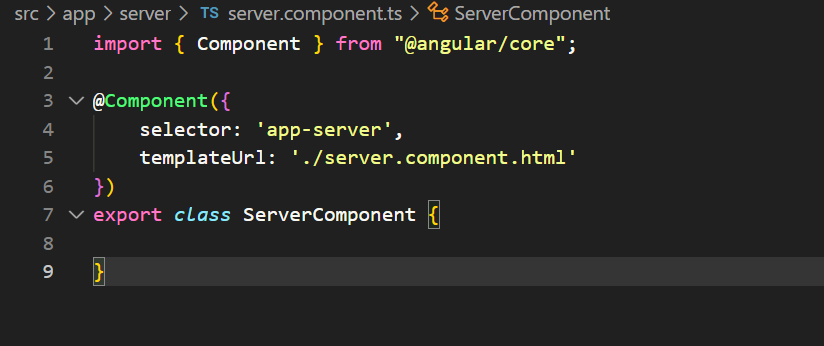 src > app > server > TS server.component.ts > ServerComponent
1 import { Component } from "@angular/core";
2
3 @Component({
4     selector: 'app-server',
5     templateUrl: './server.component.html'
6 })
7 export class ServerComponent {
8
9 }